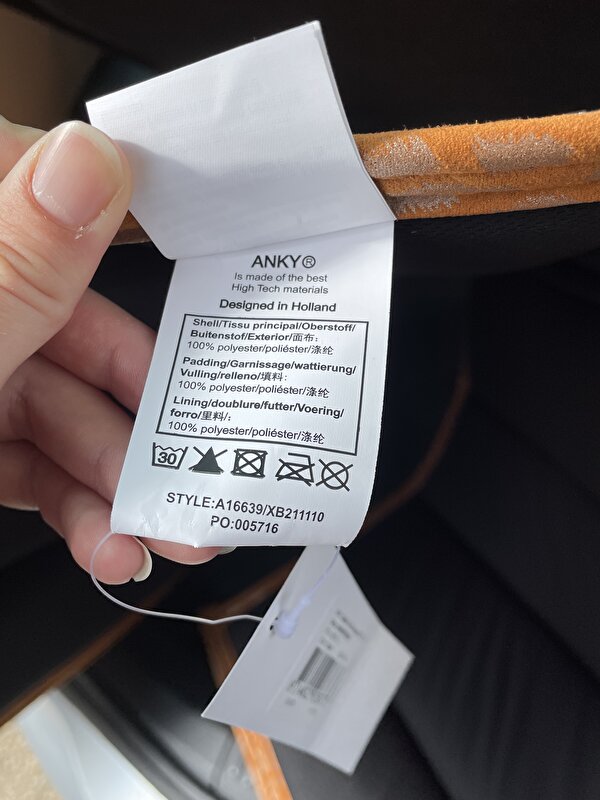 ANKY®
Is made of the best
High Tech materials
Designed in Holland
Shell/Tissu principal/Oberstoff/
Buitenstof/Exterior/面布:
100% polyester/poliéster/涤纶
Padding/Garnissage/wattierung/
Vulling/relleno/填料:
100% polyester/poliéster/涤纶
Lining/doublure/futter/Voering/
forro/里料/:
100% polyester/poliéster/涤纶
30
STYLE:A16639/XB211110
PO:005716